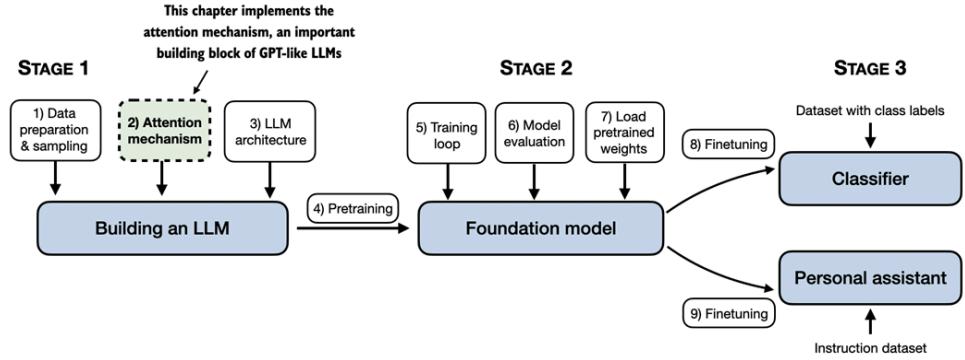 This chapter implements the
attention mechanism, an important
building block of GPT-like LLMs
STAGE 1
1) Data
preparation
& sampling
2) Attention
mechanism
3) LLM
architecture
Building an LLM
4) Pretraining
STAGE 2
5) Training
loop
6) Model
evaluation
7) Load
pretrained
weights
Foundation model
STAGE 3
8) Finetuning
Dataset with class labels
Classifier
9) Finetuning
Personal assistant
Instruction dataset